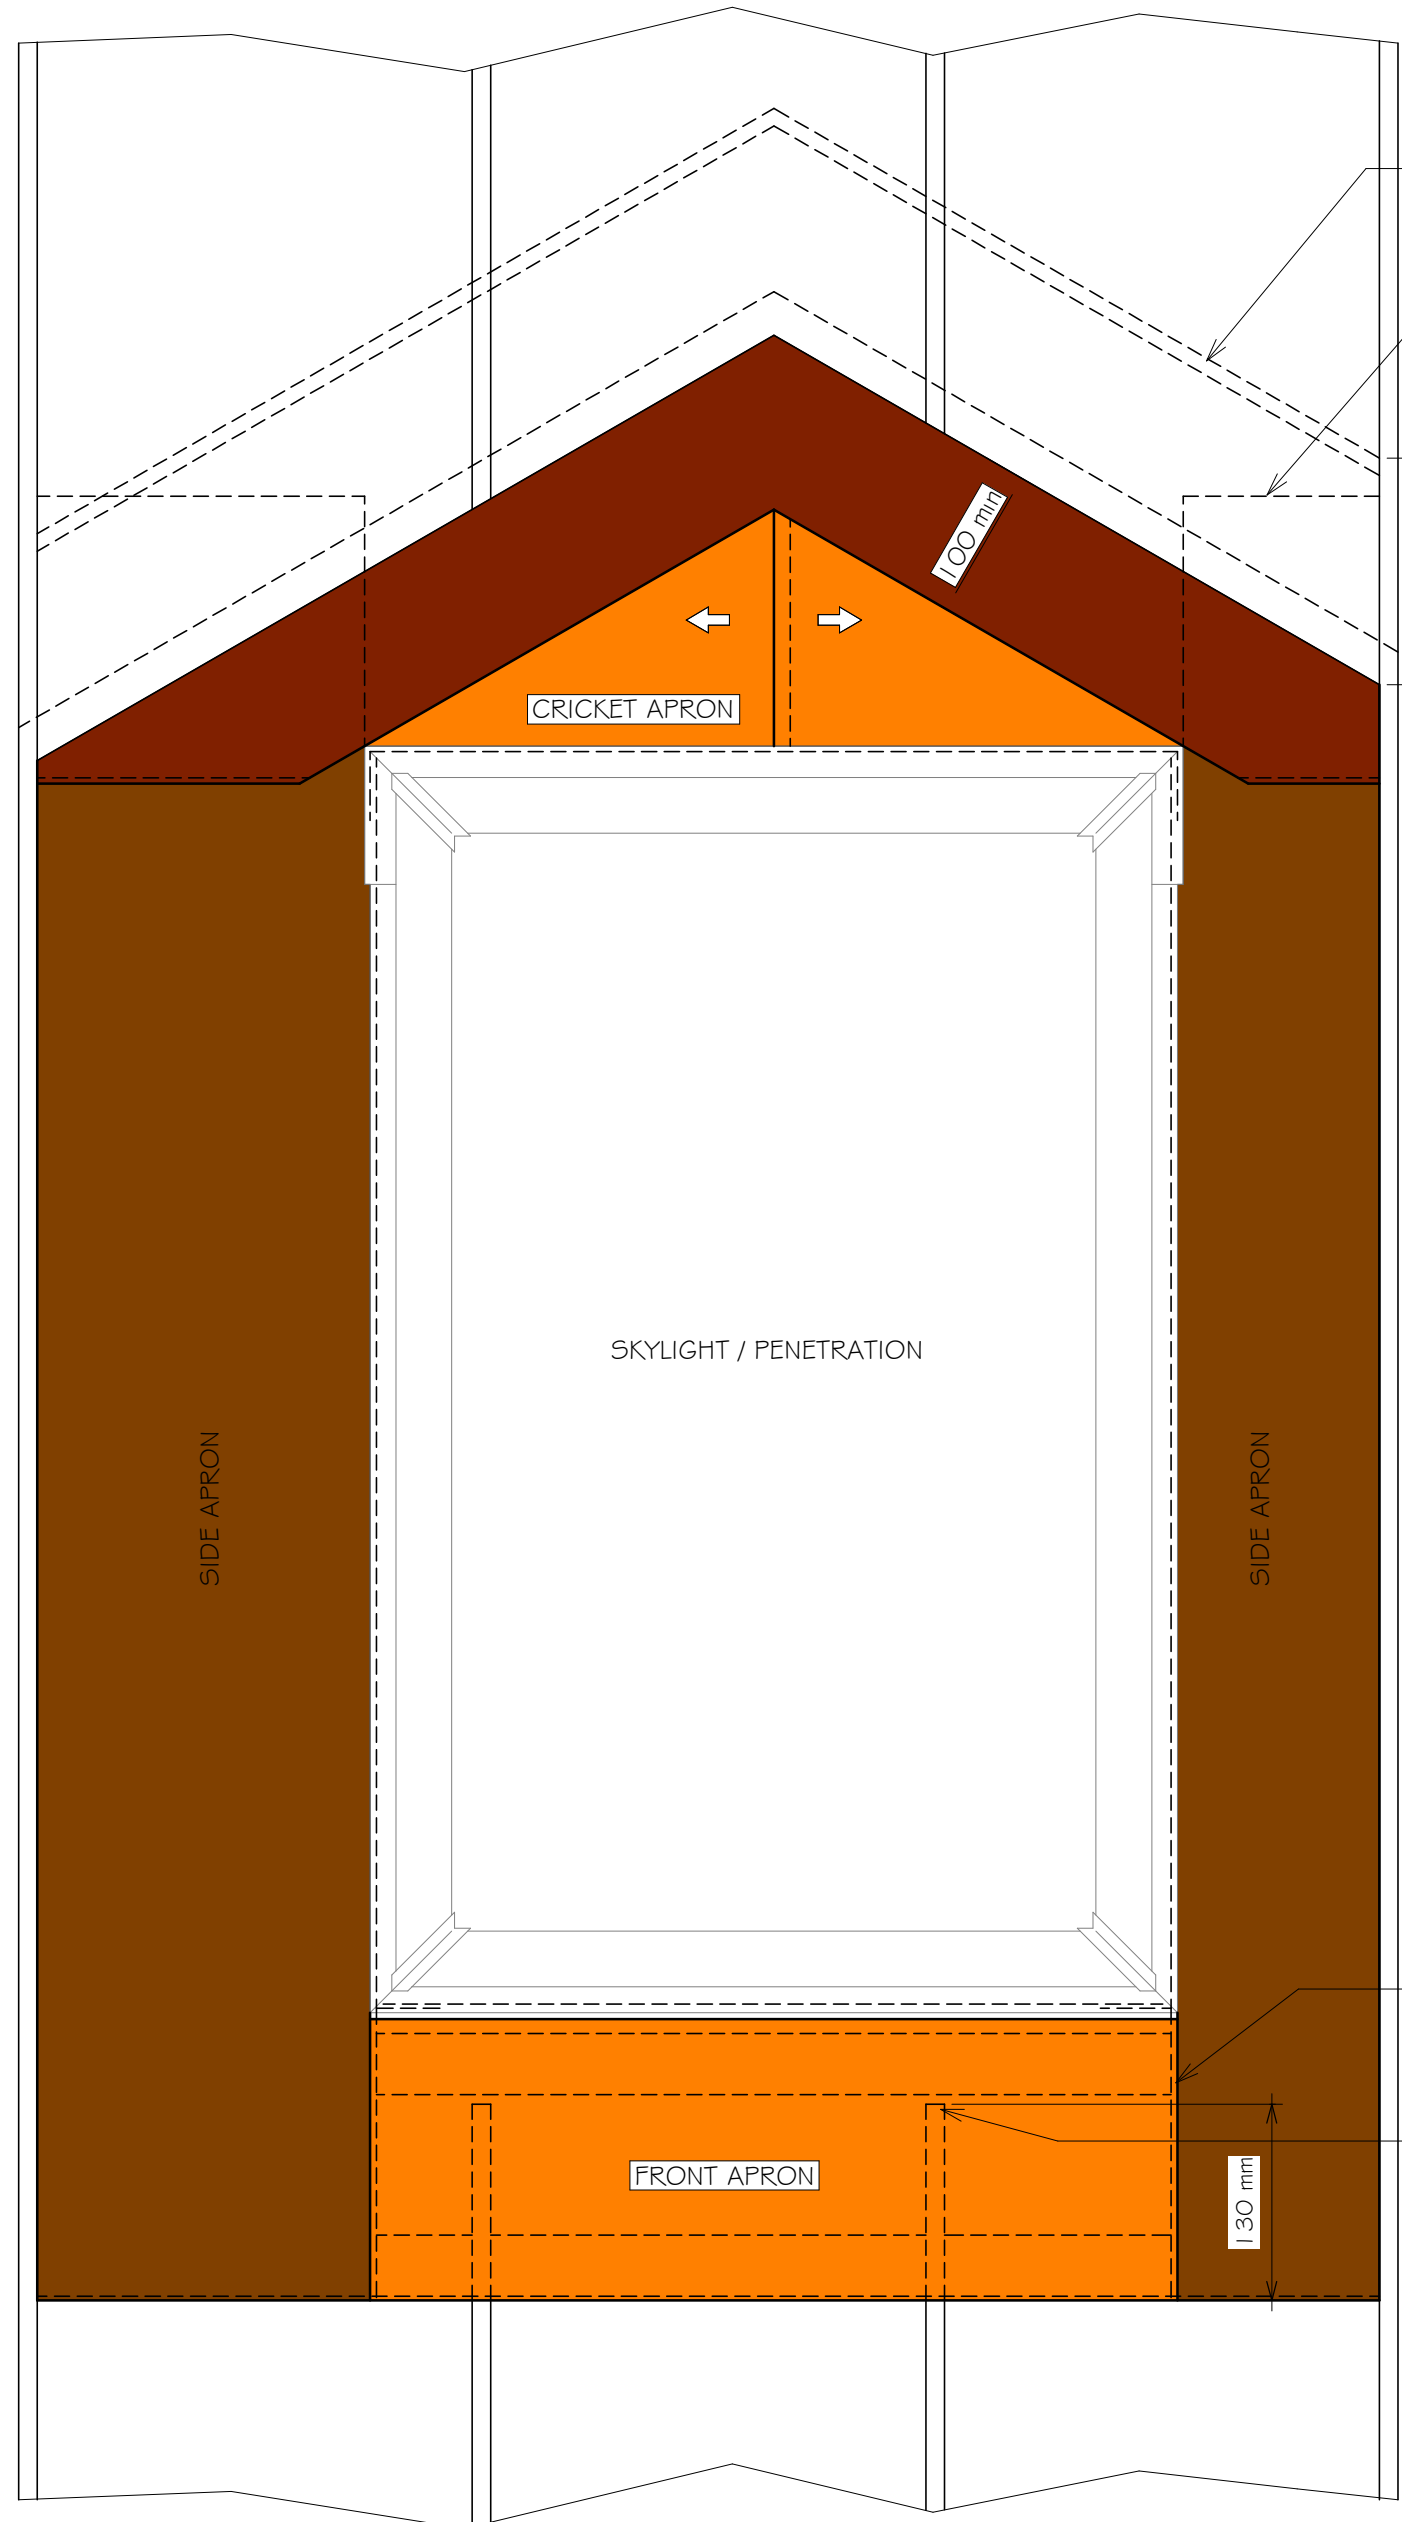 100 min
CRICKET APRON
SKYLIGHT / PENETRATION
SIDE APRON
SIDE APRON
FRONT APRON
130 mm